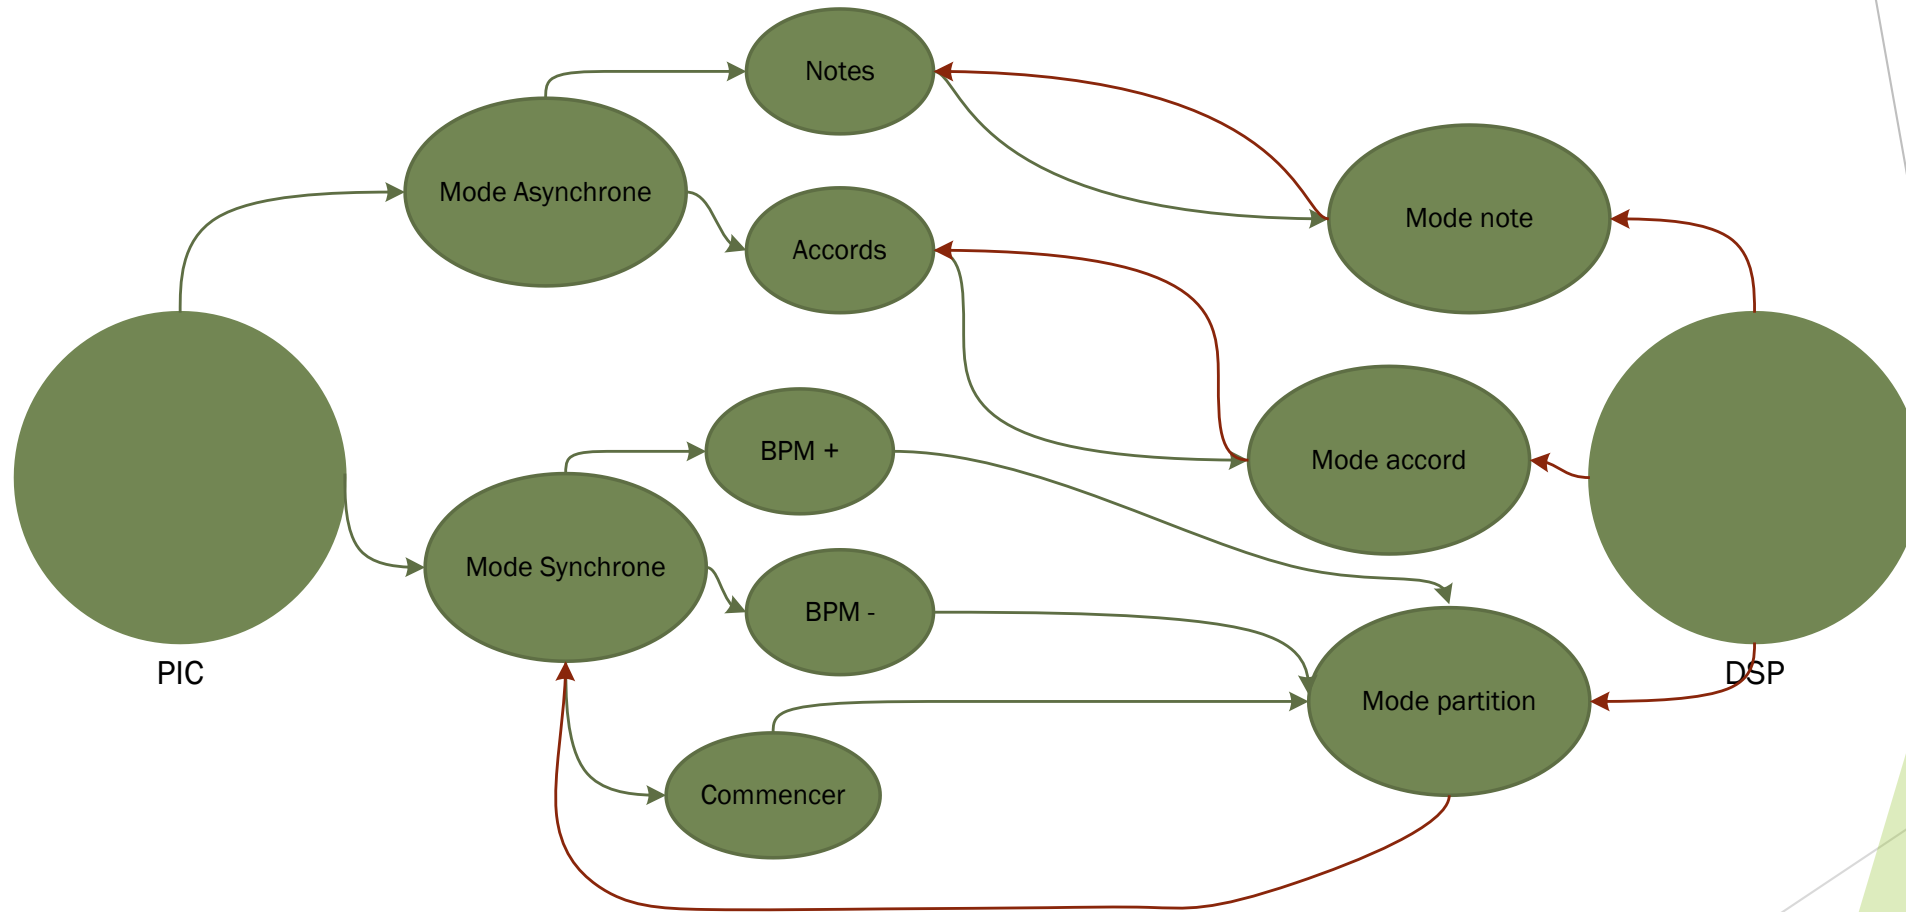 Notes
Mode Asynchrone
Mode note
Accords
BPM +
Mode accord
Mode Synchrone
BPM -
PIC
DSP
Mode partition
Commencer